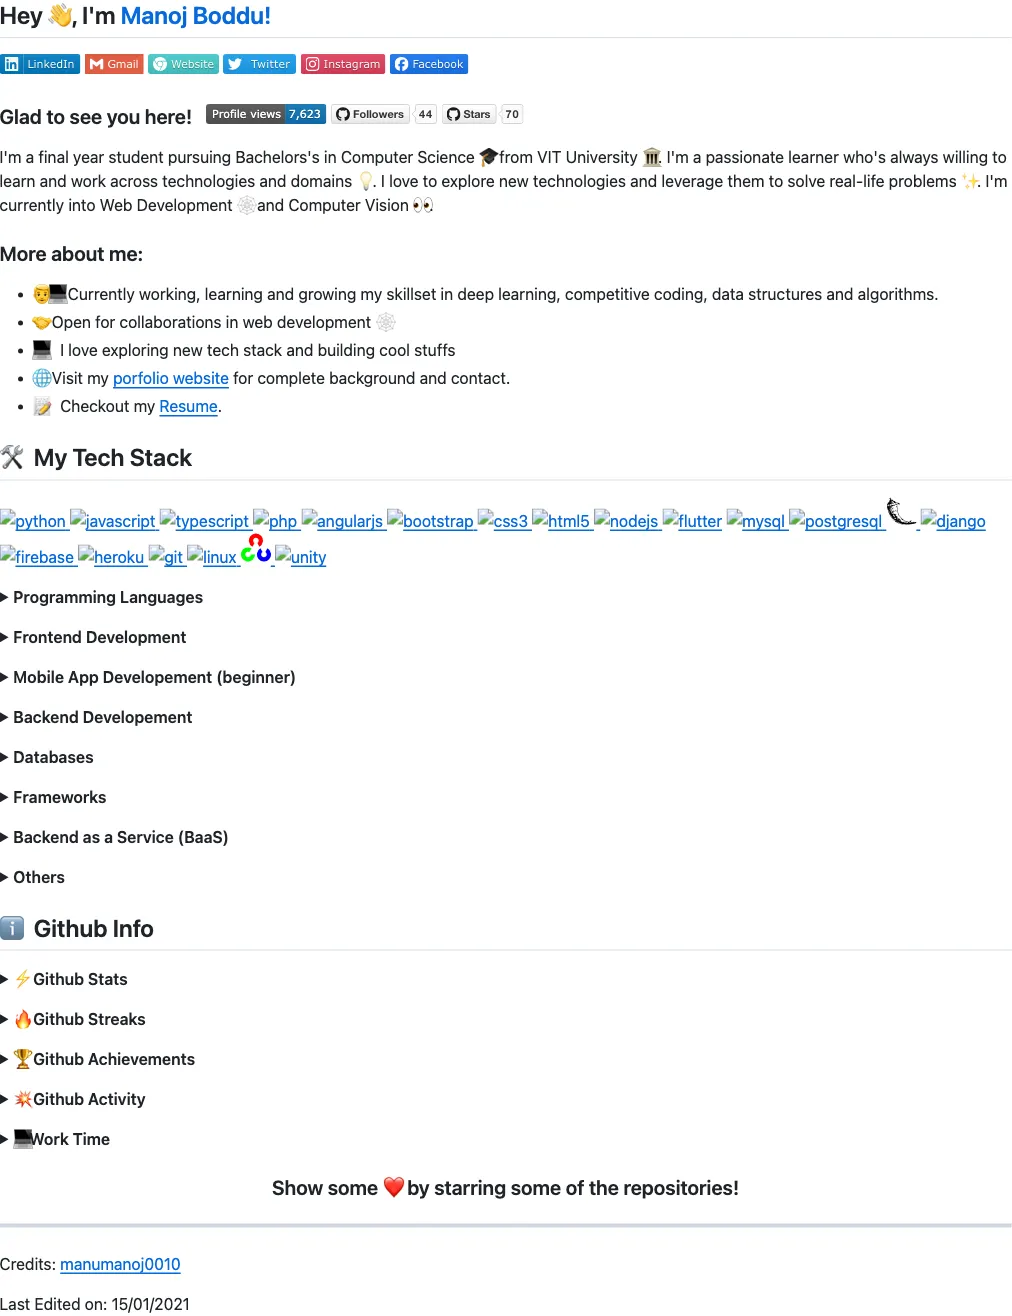 Hey 👋, I'm Manoj Boddu!
LinkedIn Gmail Website Twitter Instagram Facebook
Glad to see you here! Profile views 7,623 Followers 44 Stars 70
I'm a final year student pursuing Bachelors's in Computer Science 🎓from VIT University 🏛️. I'm a passionate learner who's always willing to
learn and work across technologies and domains 💡. I love to explore new technologies and leverage them to solve real-life problems ✨. I'm
currently into Web Development 🕸️and Computer Vision 👀.
More about me:
• 👨💻Currently working, learning and growing my skillset in deep learning, competitive coding, data structures and algorithms.
• 🤝Open for collaborations in web development 🕸️
• 💻 I love exploring new tech stack and building cool stuffs
• 🌐Visit my porfolio website for complete background and contact.
• 📝 Checkout my Resume.
🛠️ My Tech Stack
python javascript typescript php angularjs bootstrap css3 html5 nodejs flutter mysql postgresql django
firebase heroku git linux unity
▶ Programming Languages
▶ Frontend Development
▶ Mobile App Developement (beginner)
▶ Backend Developement
▶ Databases
▶ Frameworks
▶ Backend as a Service (BaaS)
▶ Others
ℹ️ Github Info
▶ ⚡Github Stats
▶ 🔥Github Streaks
▶ 🏆Github Achievements
▶ 💥Github Activity
▶ 💻Work Time
Show some ❤️by starring some of the repositories!
Credits: manumanoj0010
Last Edited on: 15/01/2021